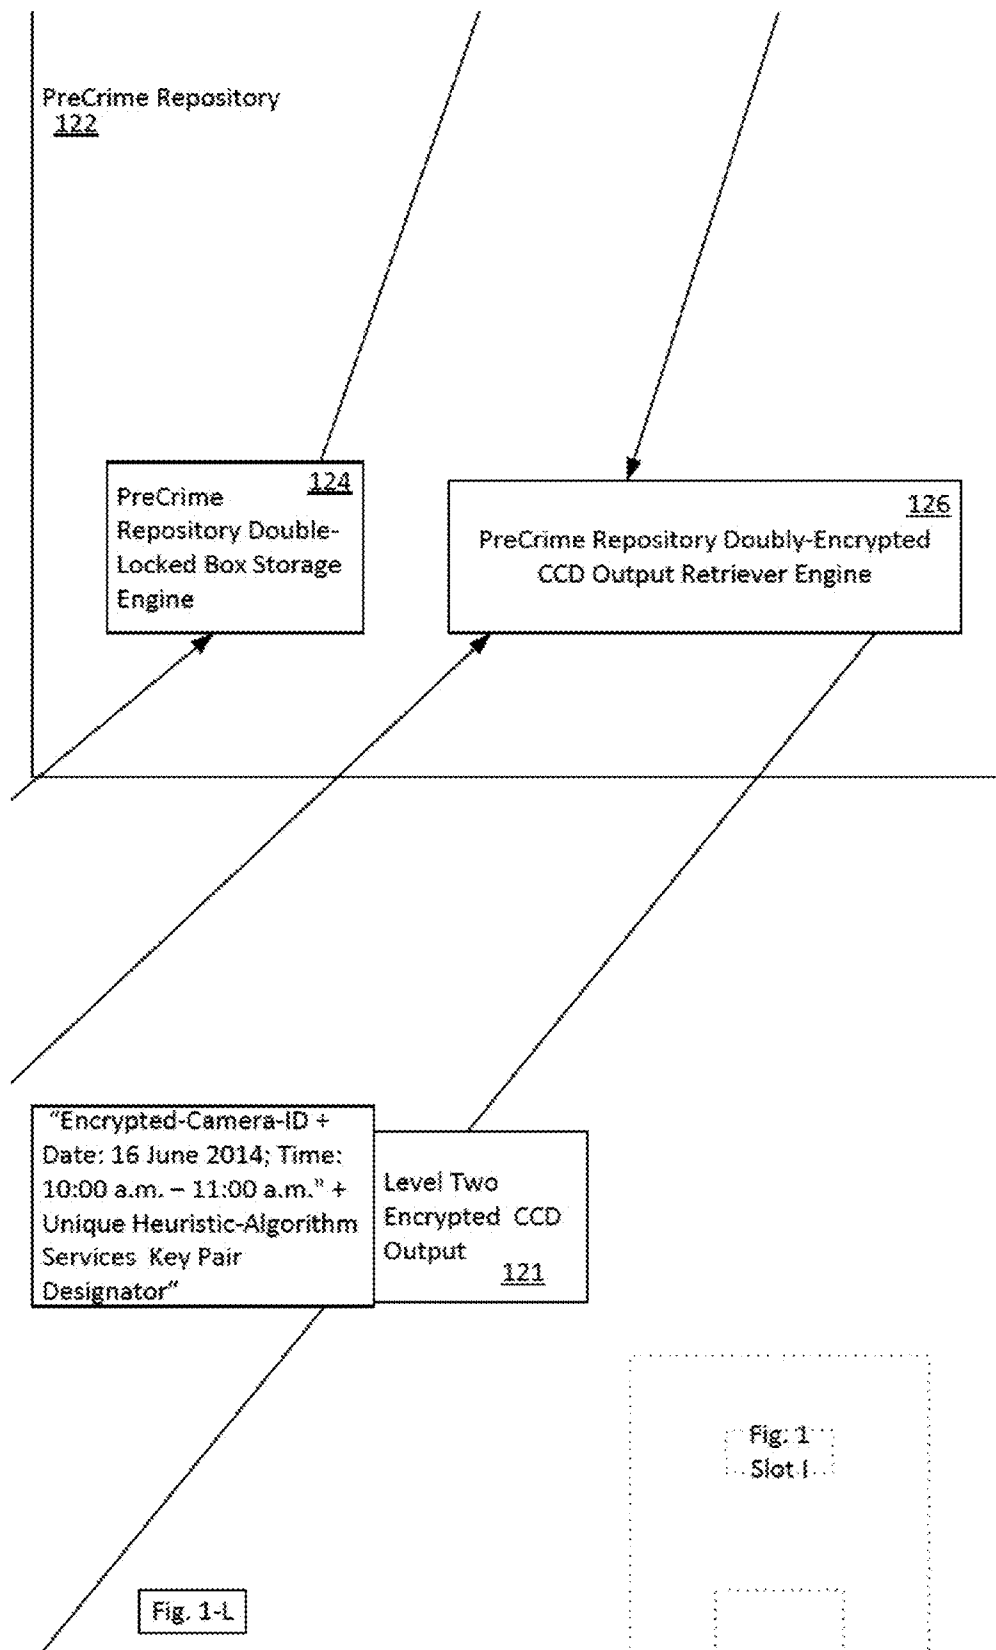 PreCrime Repository
122
124
PreCrime
Repository Double-
Locked Box Storage
Engine
126
PreCrime Repository Doubly-Encrypted
CCD Output Retriever Engine
"Encrypted-Camera-ID +
Date: 16 June 2014; Time:
10:00 a.m. – 11:00 a.m." +
Unique Heuristic-Algorithm
Services Key Pair
Designator"
Level Two
Encrypted CCD
Output
121
Fig. 1
Slot I
Fig. 1-L